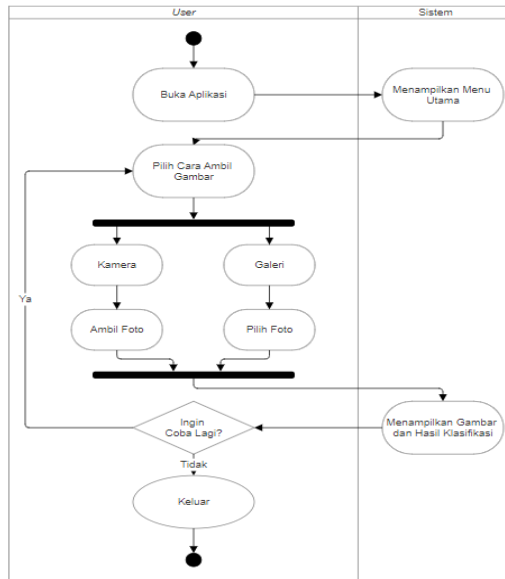 User
Sistem
Buka Aplikasi
Menampilkan Menu
Utama
Pilih Cara Ambil
Gambar
Kamera
Galeri
Ya
Ambil Foto
Pilih Foto
Ingin
Coba Lagi?
Menampilkan Gambar
dan Hasil Klasifikasi
Tidak
Keluar